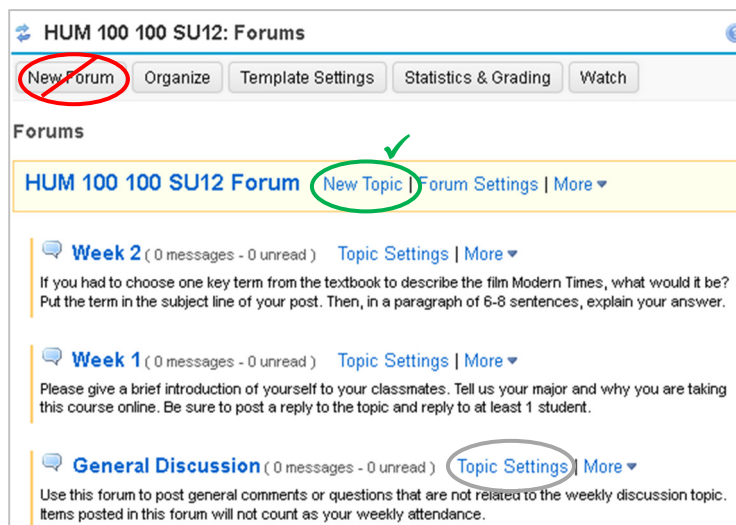 HUM 100 100 SU12: Forums
New Forum Organize Template Settings Statistics & Grading Watch
Forums
HUM 100 100 SU12 Forum New Topic | Forum Settings | More
Week 2 ( 0 messages - 0 unread ) Topic Settings | More
If you had to choose one key term from the textbook to describe the film Modern Times, what would it be?
Put the term in the subject line of your post. Then, in a paragraph of 6-8 sentences, explain your answer.
Week 1 ( 0 messages - 0 unread ) Topic Settings | More
Please give a brief introduction of yourself to your classmates. Tell us your major and why you are taking
this course online. Be sure to post a reply to the topic and reply to at least 1 student.
General Discussion ( 0 messages - 0 unread ) Topic Settings | More
Use this forum to post general comments or questions that are not related to the weekly discussion topic.
Items posted in this forum will not count as your weekly attendance.